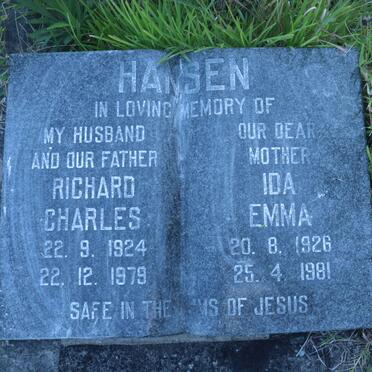 HANSEN
IN LOVING MEMORY OF
MY HUSBAND
AND OUR FATHER
RICHARD
CHARLES
22. 9. 1924
22. 12. 1979
OUR DEAR
MOTHER
IDA
EMMA
20. 8. 1926
25. 4. 1981
SAFE IN THE ARMS OF JESUS